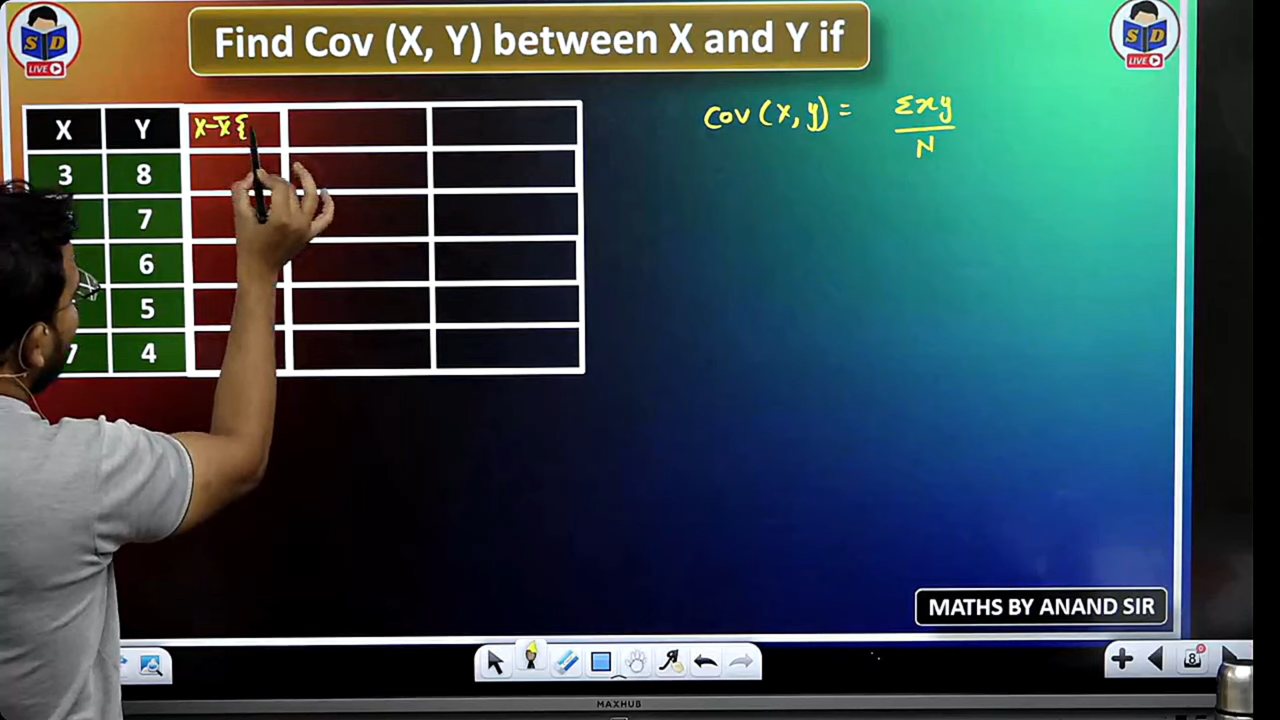 Find Cov (X, Y) between X and Y if
SD
LIVE
SD
LIVE
Cov (x, y) = Σxy / N
X Y X-X̄ {
3 8
7
6
5
7 4
MATHS BY ANAND SIR
8
MAXHUB